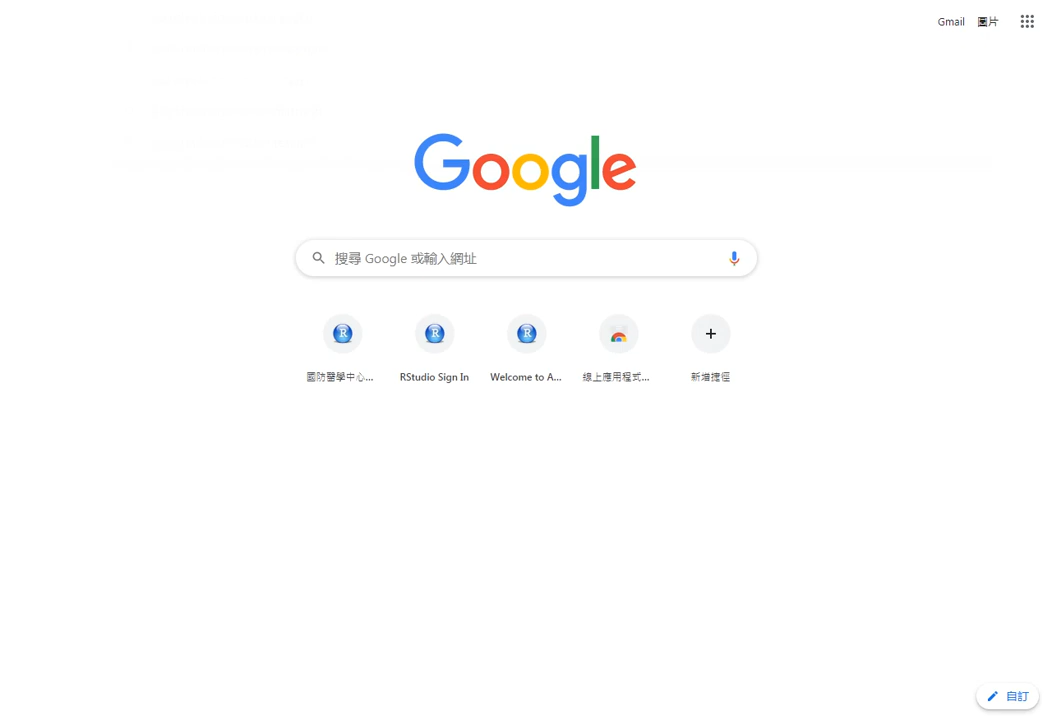 Gmail 圖片
Google
搜尋 Google 或輸入網址
國防醫學中心... RStudio Sign In Welcome to A... 線上應用程式... 新增捷徑
自訂